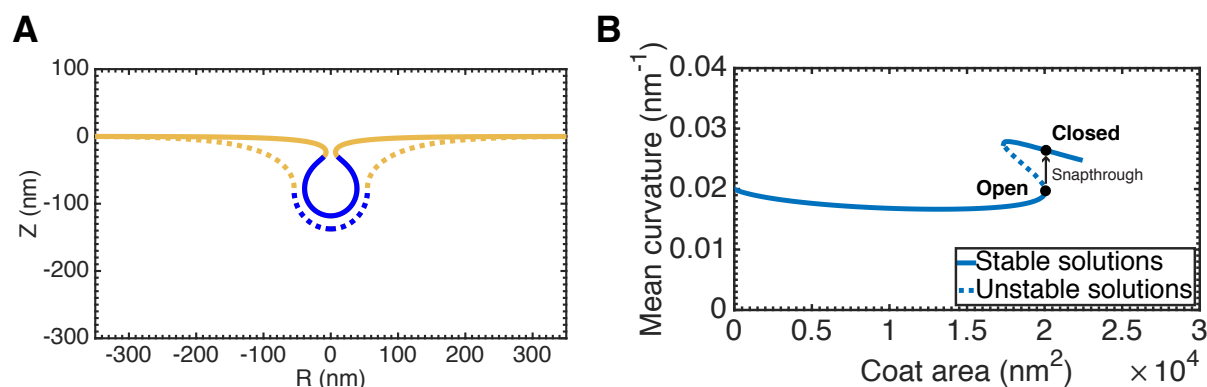 A
100
0
-100
-200
-300
Z (nm)
-300 -200 -100 0 100 200 300
R (nm)
B
0.04
0.03
0.02
0.01
0
Mean curvature (nm-1)
Closed
Snapthrough
Open
Stable solutions
Unstable solutions
0 0.5 1 1.5 2 2.5 3
Coat area (nm2) × 104